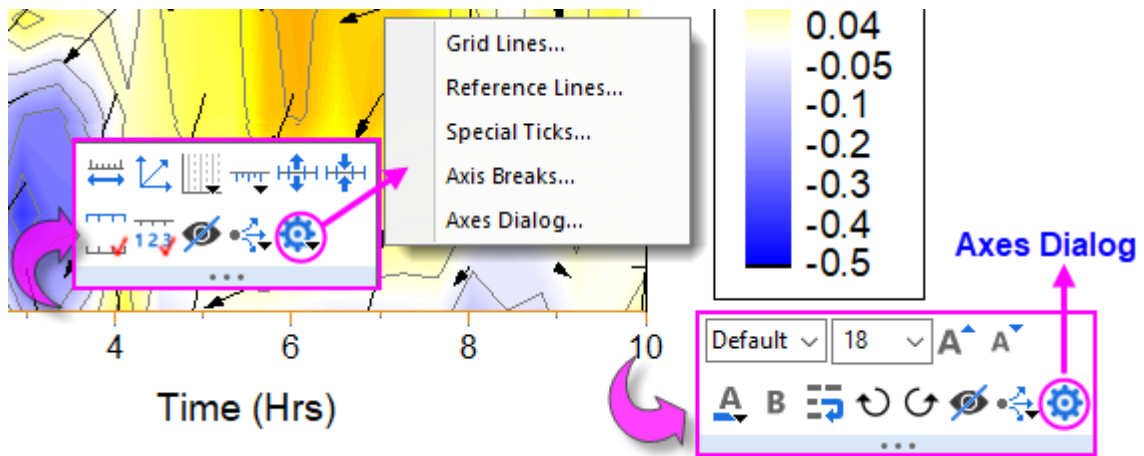 Grid Lines...
Reference Lines...
Special Ticks...
Axis Breaks...
Axes Dialog...
0.04
-0.05
-0.1
-0.2
-0.3
-0.4
-0.5
123
4 6 8 10
Time (Hrs)
Axes Dialog
Default 18 A A
A B